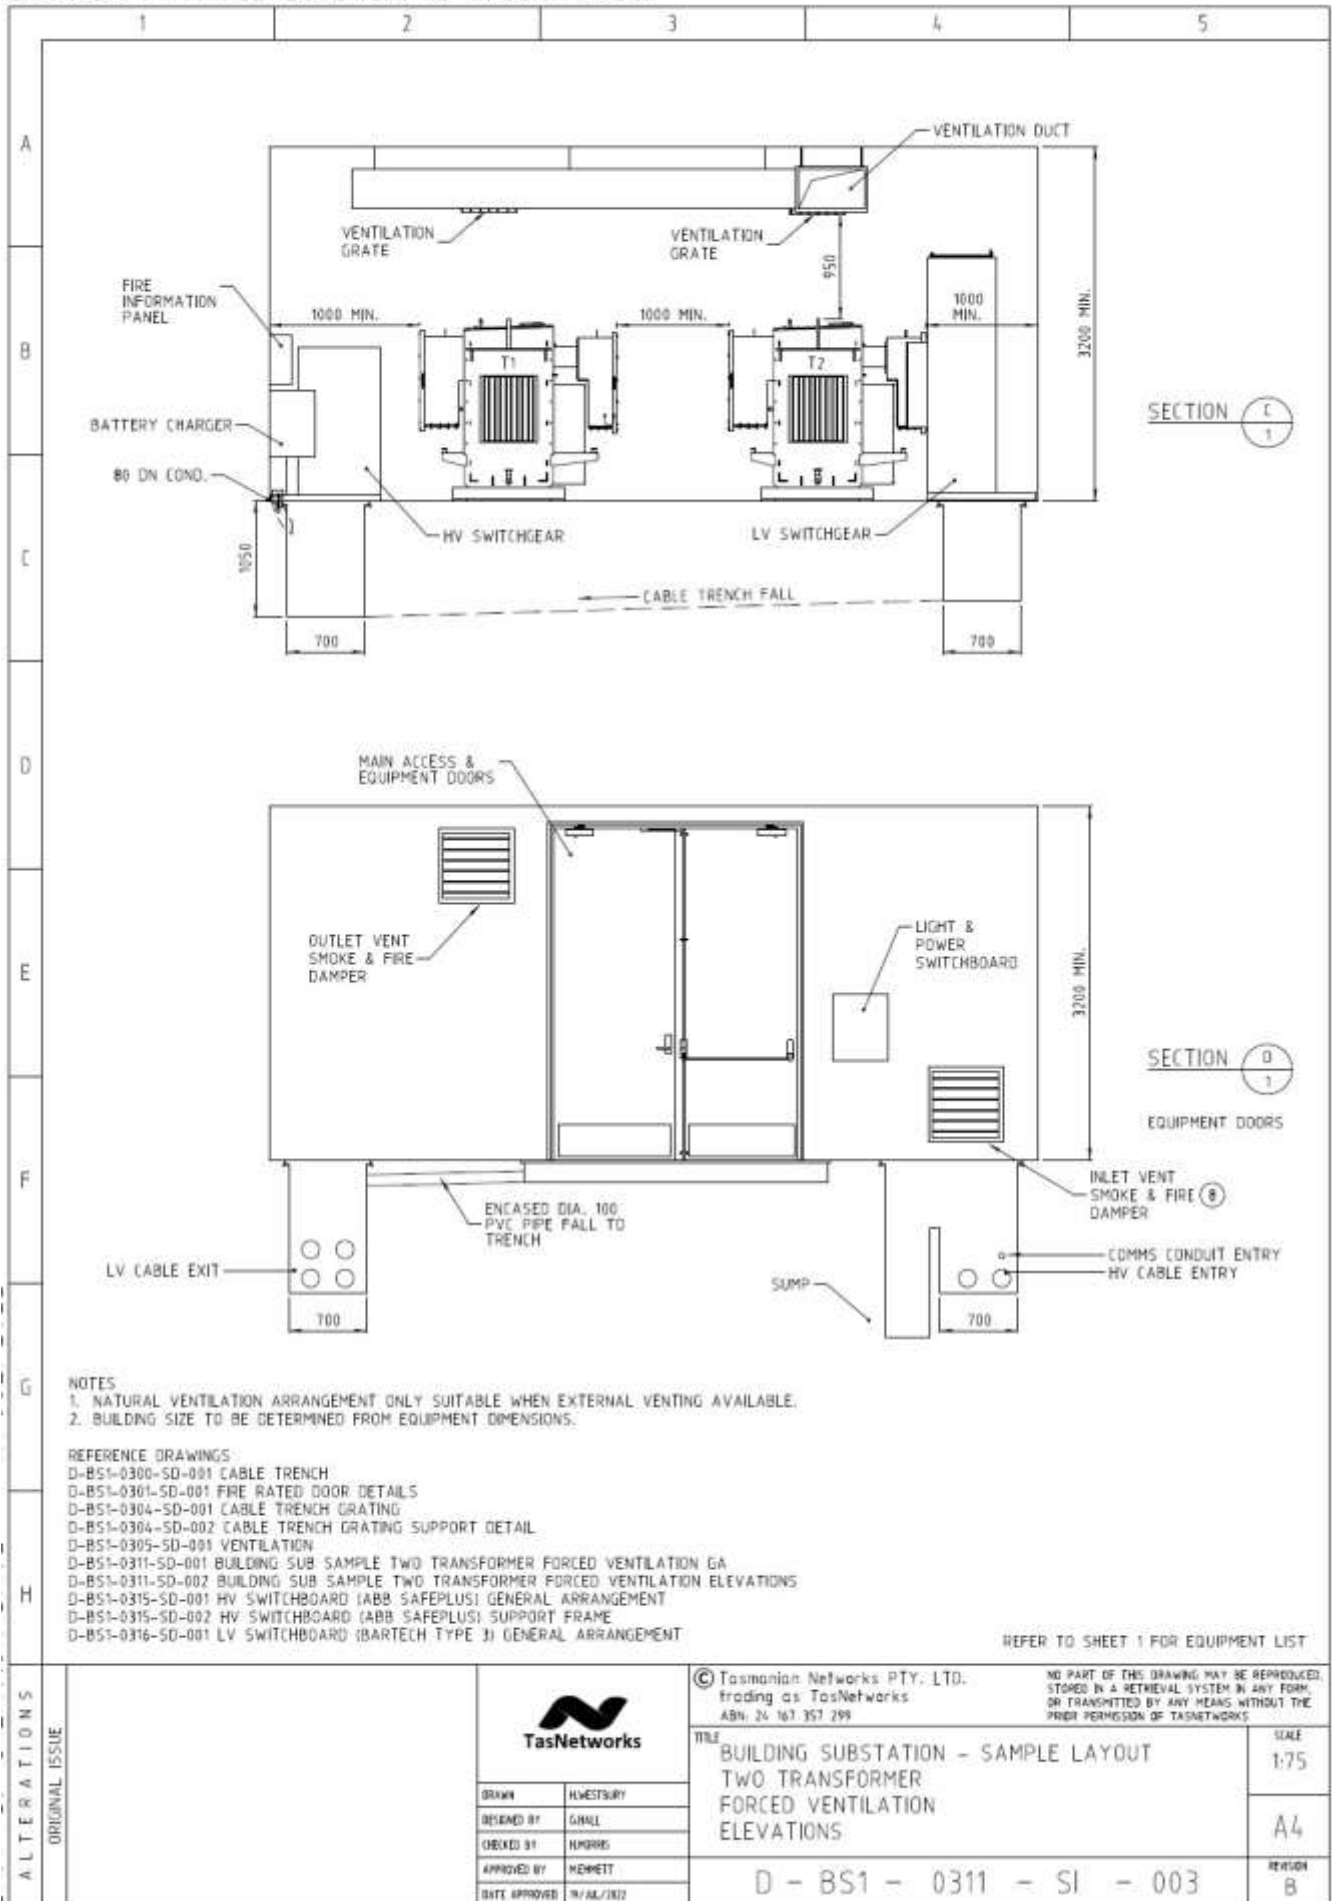 1 2 3 4 5
A
VENTILATION DUCT
VENTILATION
GRATE
VENTILATION
GRATE
950
FIRE
INFORMATION
PANEL
1000 MIN.
1000 MIN.
1000
MIN.
3200 MIN.
B
T1
T2
SECTION C
1
BATTERY CHARGER
80 DN COND.
HV SWITCHGEAR
LV SWITCHGEAR
C
1050
CABLE TRENCH FALL
700
700
D
MAIN ACCESS &
EQUIPMENT DOORS
OUTLET VENT
SMOKE & FIRE
DAMPER
LIGHT &
POWER
SWITCHBOARD
E
3200 MIN.
SECTION D
1
EQUIPMENT DOORS
F
INLET VENT
SMOKE & FIRE 8
DAMPER
ENCASED DIA. 100
PVC PIPE FALL TO
TRENCH
LV CABLE EXIT
COMMS CONDUIT ENTRY
HV CABLE ENTRY
SUMP
700
700
G
NOTES
1. NATURAL VENTILATION ARRANGEMENT ONLY SUITABLE WHEN EXTERNAL VENTING AVAILABLE.
2. BUILDING SIZE TO BE DETERMINED FROM EQUIPMENT DIMENSIONS.
REFERENCE DRAWINGS
D-BS1-0300-SD-001 CABLE TRENCH
D-BS1-0301-SD-001 FIRE RATED DOOR DETAILS
D-BS1-0304-SD-001 CABLE TRENCH GRATING
D-BS1-0304-SD-002 CABLE TRENCH GRATING SUPPORT DETAIL
D-BS1-0305-SD-001 VENTILATION
D-BS1-0311-SD-001 BUILDING SUB SAMPLE TWO TRANSFORMER FORCED VENTILATION GA
D-BS1-0311-SD-002 BUILDING SUB SAMPLE TWO TRANSFORMER FORCED VENTILATION ELEVATIONS
H
D-BS1-0315-SD-001 HV SWITCHBOARD (ABB SAFEPLUS) GENERAL ARRANGEMENT
D-BS1-0315-SD-002 HV SWITCHBOARD (ABB SAFEPLUS) SUPPORT FRAME
D-BS1-0316-SD-001 LV SWITCHBOARD (BARTECH TYPE 3) GENERAL ARRANGEMENT
REFER TO SHEET 1 FOR EQUIPMENT LIST
ALTERATIONS
ORIGINAL ISSUE
TasNetworks
DRAWN H.WESTBURY
DESIGNED BY G.HALL
CHECKED BY H.MORRIS
APPROVED BY
DATE APPROVED
© Tasmanian Networks PTY. LTD.
trading as TasNetworks
ABN: 24 167 357 299
NO PART OF THIS DRAWING MAY BE REPRODUCED,
STORED IN A RETRIEVAL SYSTEM IN ANY FORM,
OR TRANSMITTED BY ANY MEANS WITHOUT THE
PRIOR PERMISSION OF TASNETWORKS
TITLE
BUILDING SUBSTATION - SAMPLE LAYOUT
TWO TRANSFORMER
FORCED VENTILATION
ELEVATIONS
SCALE
1:75
A4
D - BS1 - 0311 - SI - 003
REVISION
B